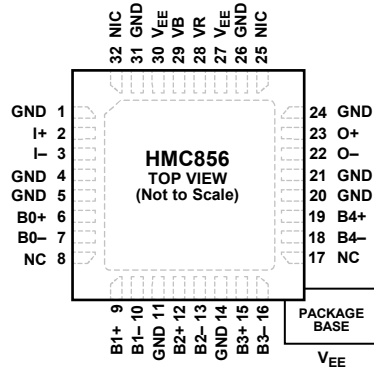 32 NIC
31 GND
30 VEE
29 VB
28 VR
27 VEE
26 GND
25 NIC
GND 1
I+ 2
I– 3
GND 4
GND 5
B0+ 6
B0– 7
NC 8
HMC856
TOP VIEW
(Not to Scale)
24 GND
23 O+
22 O–
21 GND
20 GND
19 B4+
18 B4–
17 NC
B1+ 9
B1– 10
GND 11
B2+ 12
B2– 13
GND 14
B3+ 15
B3– 16
PACKAGE
BASE
VEE